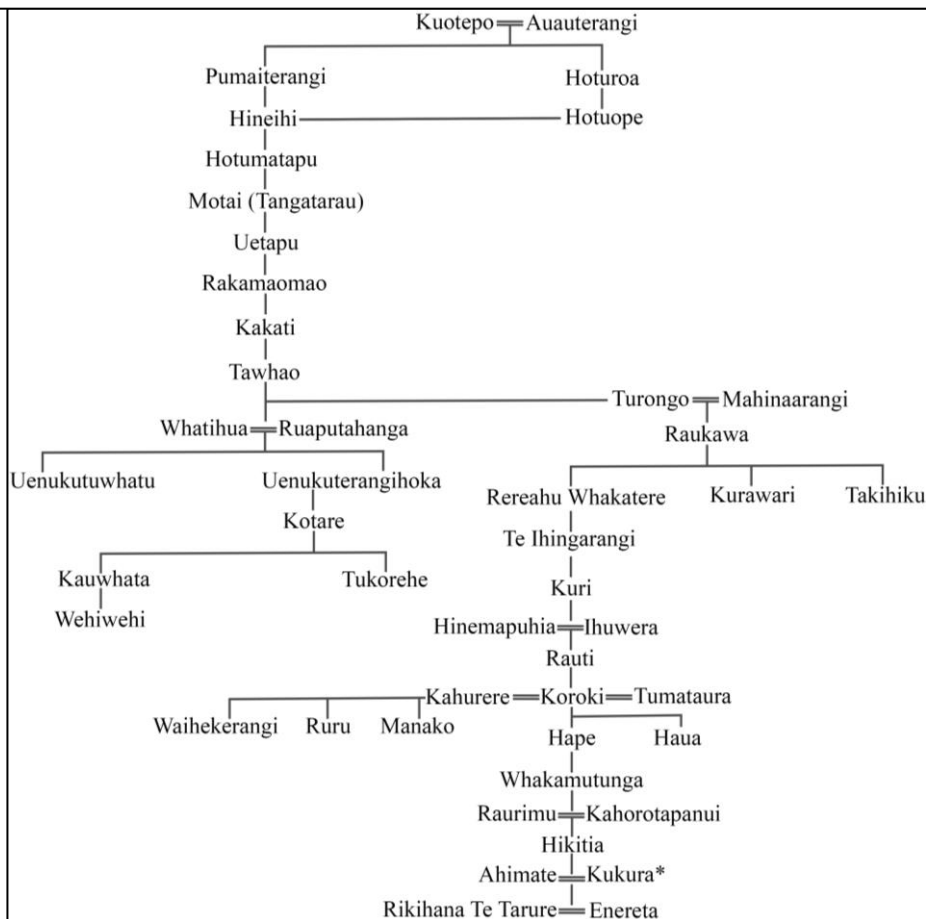 Kuotepo Auauterangi
Pumaiterangi Hoturoa
Hineihi Hotuope
Hotumatapu
Motai (Tangatarau)
Uetapu
Rakamaomao
Kakati
Tawhao
Turongo Mahinaarangi
Whatihua Ruaputahanga Raukawa
Uenukutuwhatu Uenukuterangihoka Rereahu Whakatere Kurawari Takihiku
Kotare Te Ihingarangi
Kauwhata Tukorehe Kuri
Wehiwehi
Hinemapuhia Ihuwera
Rauti
Kahurere Koroki Tumataura
Waihekerangi Ruru Manako Hape Haua
Whakamutunga
Raurimu Kahorotapanui
Hikitia
Ahimate Kukura*
Rikihana Te Tarure Enereta